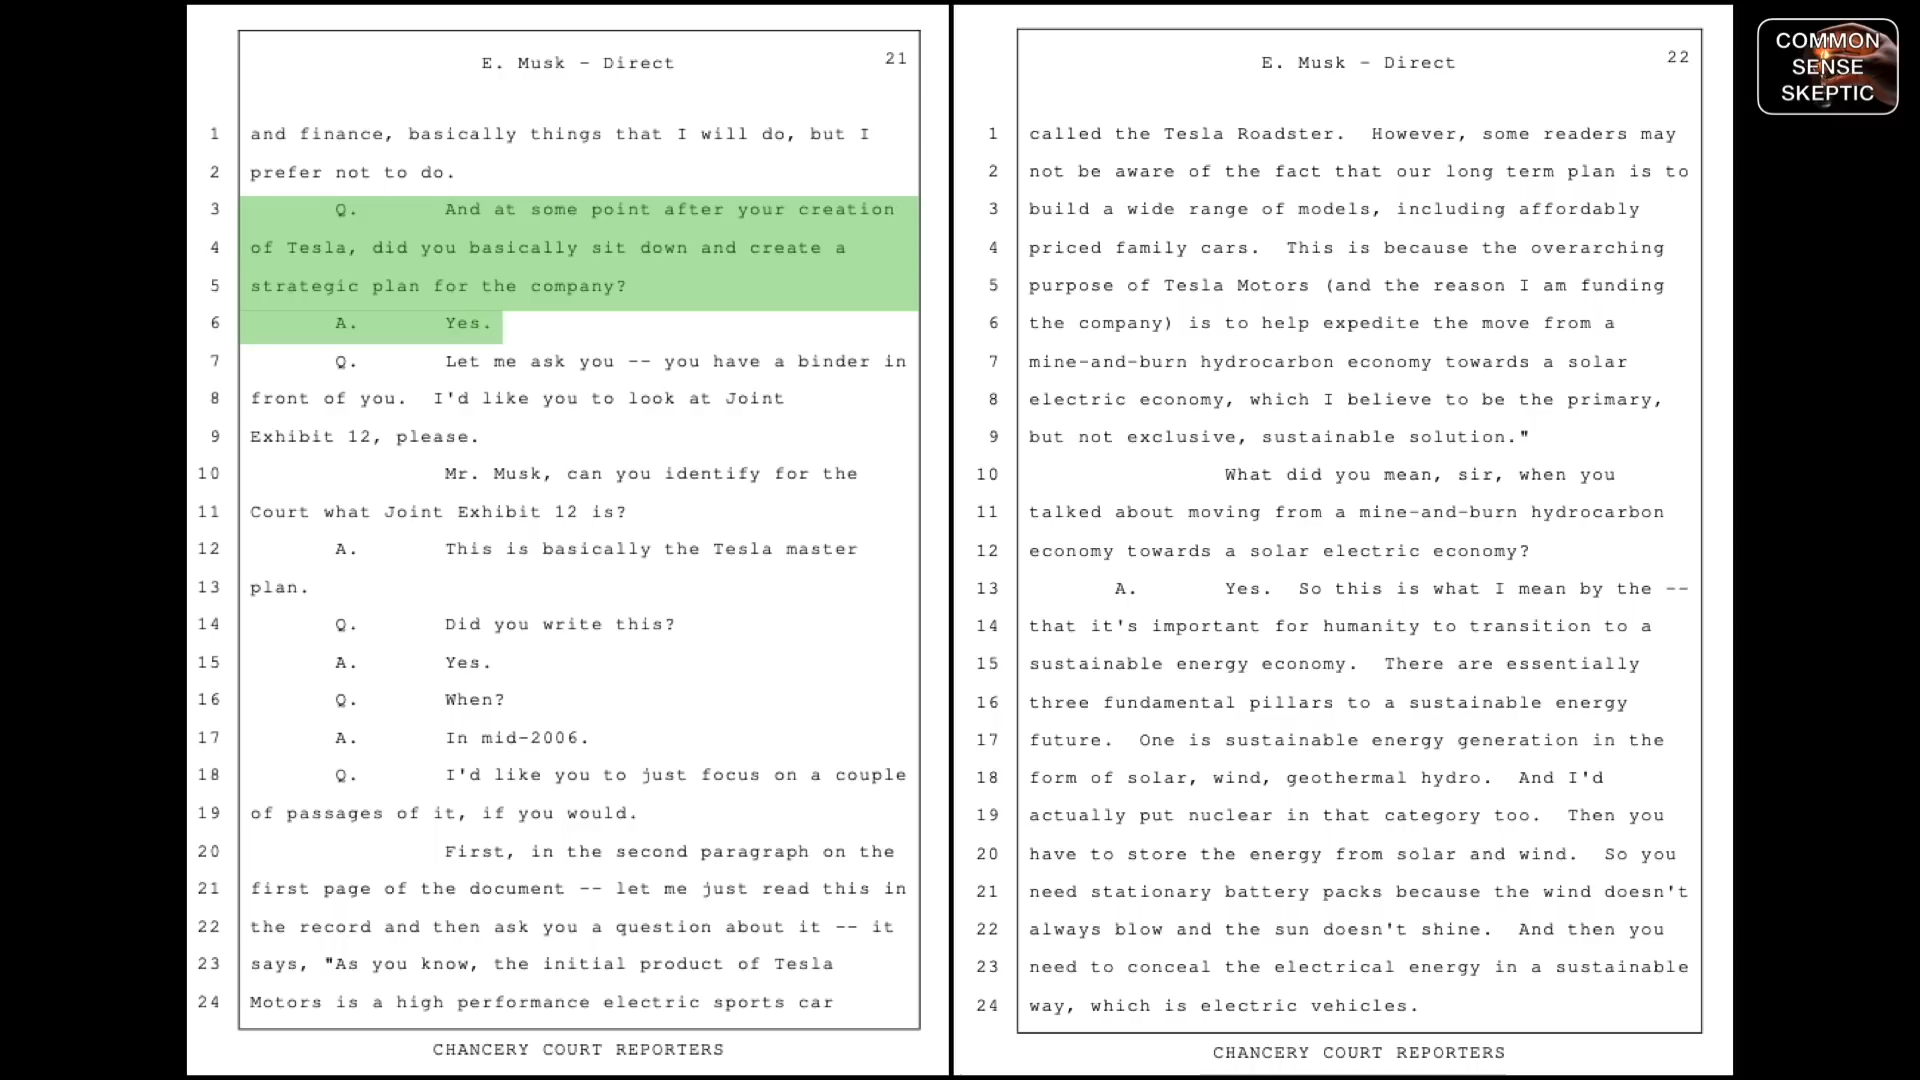 E. Musk - Direct 21
1 and finance, basically things that I will do, but I
2 prefer not to do.
3 Q. And at some point after your creation
4 of Tesla, did you basically sit down and create a
5 strategic plan for the company?
6 A. Yes.
7 Q. Let me ask you -- you have a binder in
8 front of you. I'd like you to look at Joint
9 Exhibit 12, please.
10 Mr. Musk, can you identify for the
11 Court what Joint Exhibit 12 is?
12 A. This is basically the Tesla master
13 plan.
14 Q. Did you write this?
15 A. Yes.
16 Q. When?
17 A. In mid-2006.
18 Q. I'd like you to just focus on a couple
19 of passages of it, if you would.
20 First, in the second paragraph on the
21 first page of the document -- let me just read this in
22 the record and then ask you a question about it -- it
23 says, "As you know, the initial product of Tesla
24 Motors is a high performance electric sports car
CHANCERY COURT REPORTERS
E. Musk - Direct 22
1 called the Tesla Roadster. However, some readers may
2 not be aware of the fact that our long term plan is to
3 build a wide range of models, including affordably
4 priced family cars. This is because the overarching
5 purpose of Tesla Motors (and the reason I am funding
6 the company) is to help expedite the move from a
7 mine-and-burn hydrocarbon economy towards a solar
8 electric economy, which I believe to be the primary,
9 but not exclusive, sustainable solution."
10 What did you mean, sir, when you
11 talked about moving from a mine-and-burn hydrocarbon
12 economy towards a solar electric economy?
13 A. Yes. So this is what I mean by the --
14 that it's important for humanity to transition to a
15 sustainable energy economy. There are essentially
16 three fundamental pillars to a sustainable energy
17 future. One is sustainable energy generation in the
18 form of solar, wind, geothermal hydro. And I'd
19 actually put nuclear in that category too. Then you
20 have to store the energy from solar and wind. So you
21 need stationary battery packs because the wind doesn't
22 always blow and the sun doesn't shine. And then you
23 need to conceal the electrical energy in a sustainable
24 way, which is electric vehicles.
CHANCERY COURT REPORTERS
COMMON
SENSE
SKEPTIC